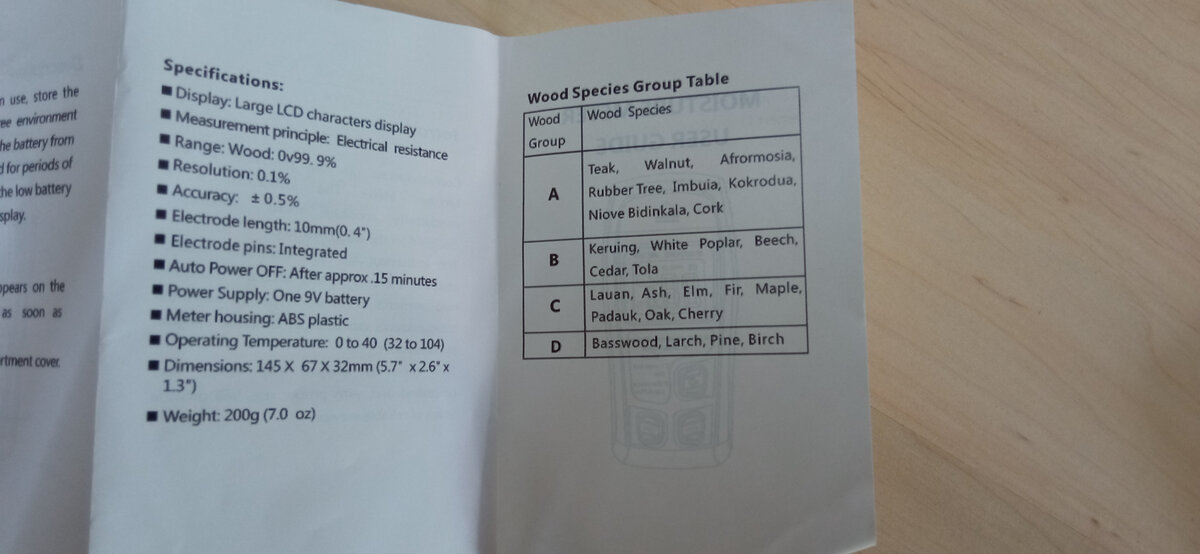 n use, store the
ee environment
he battery from
d for periods of
the low battery
splay.
ppears on the
as soon as
rtment cover.
Specifications:
■ Display: Large LCD characters display
■ Measurement principle: Electrical resistance
■ Range: Wood: 0v99. 9%
■ Resolution: 0.1%
■ Accuracy: ± 0.5%
■ Electrode length: 10mm(0. 4")
■ Electrode pins: Integrated
■ Auto Power OFF: After approx .15 minutes
■ Power Supply: One 9V battery
■ Meter housing: ABS plastic
■ Operating Temperature: 0 to 40 (32 to 104)
■ Dimensions: 145 X 67 X 32mm (5.7" x 2.6" x
1.3")
■ Weight: 200g (7.0 oz)
Wood Species Group Table
Wood
Group
Wood Species
A
Teak, Walnut, Afrormosia,
Rubber Tree, Imbuia, Kokrodua,
Niove Bidinkala, Cork
B
Keruing, White Poplar, Beech,
Cedar, Tola
C
Lauan, Ash, Elm, Fir, Maple,
Padauk, Oak, Cherry
D
Basswood, Larch, Pine, Birch